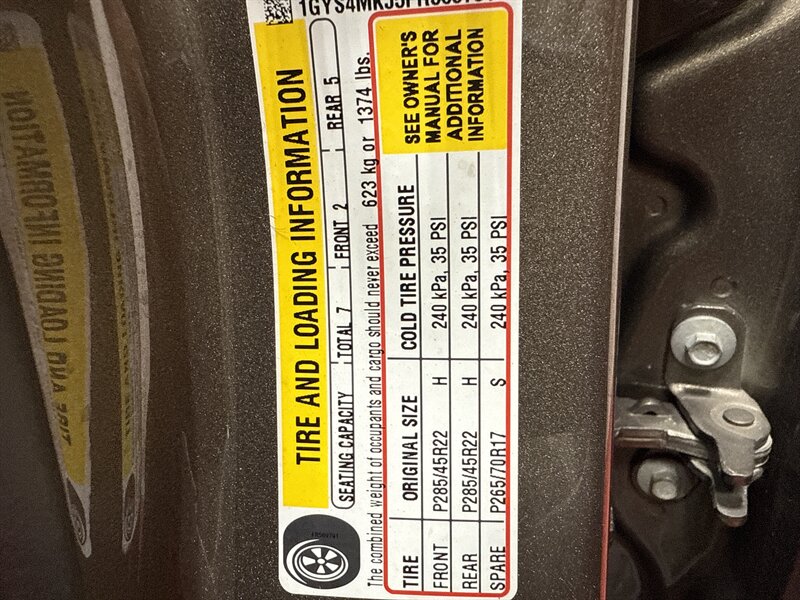 TIRE AND LOADING INFORMATION
SEATING CAPACITY TOTAL 7 FRONT 2 REAR 5
The combined weight of occupants and cargo should never exceed 623 kg or 1374 lbs.
TIRE ORIGINAL SIZE COLD TIRE PRESSURE
FRONT P285/45R22 H 240 kPa, 35 PSI
REAR P285/45R22 H 240 kPa, 35 PSI
SPARE P265/70R17 S 240 kPa, 35 PSI
SEE OWNER'S
MANUAL FOR
ADDITIONAL
INFORMATION